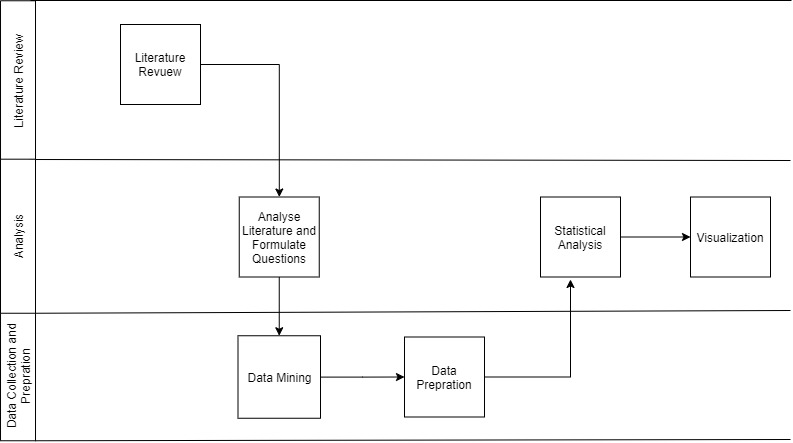 Literature Review
Literature
Revuew
Analysis
Analyse
Literature and
Formulate
Questions
Statistical
Analysis
Visualization
Data Collection and
Prepration
Data Mining
Data
Prepration